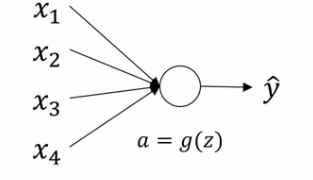 x₁
x₂
x₃
x₄
ŷ
a = g(z)